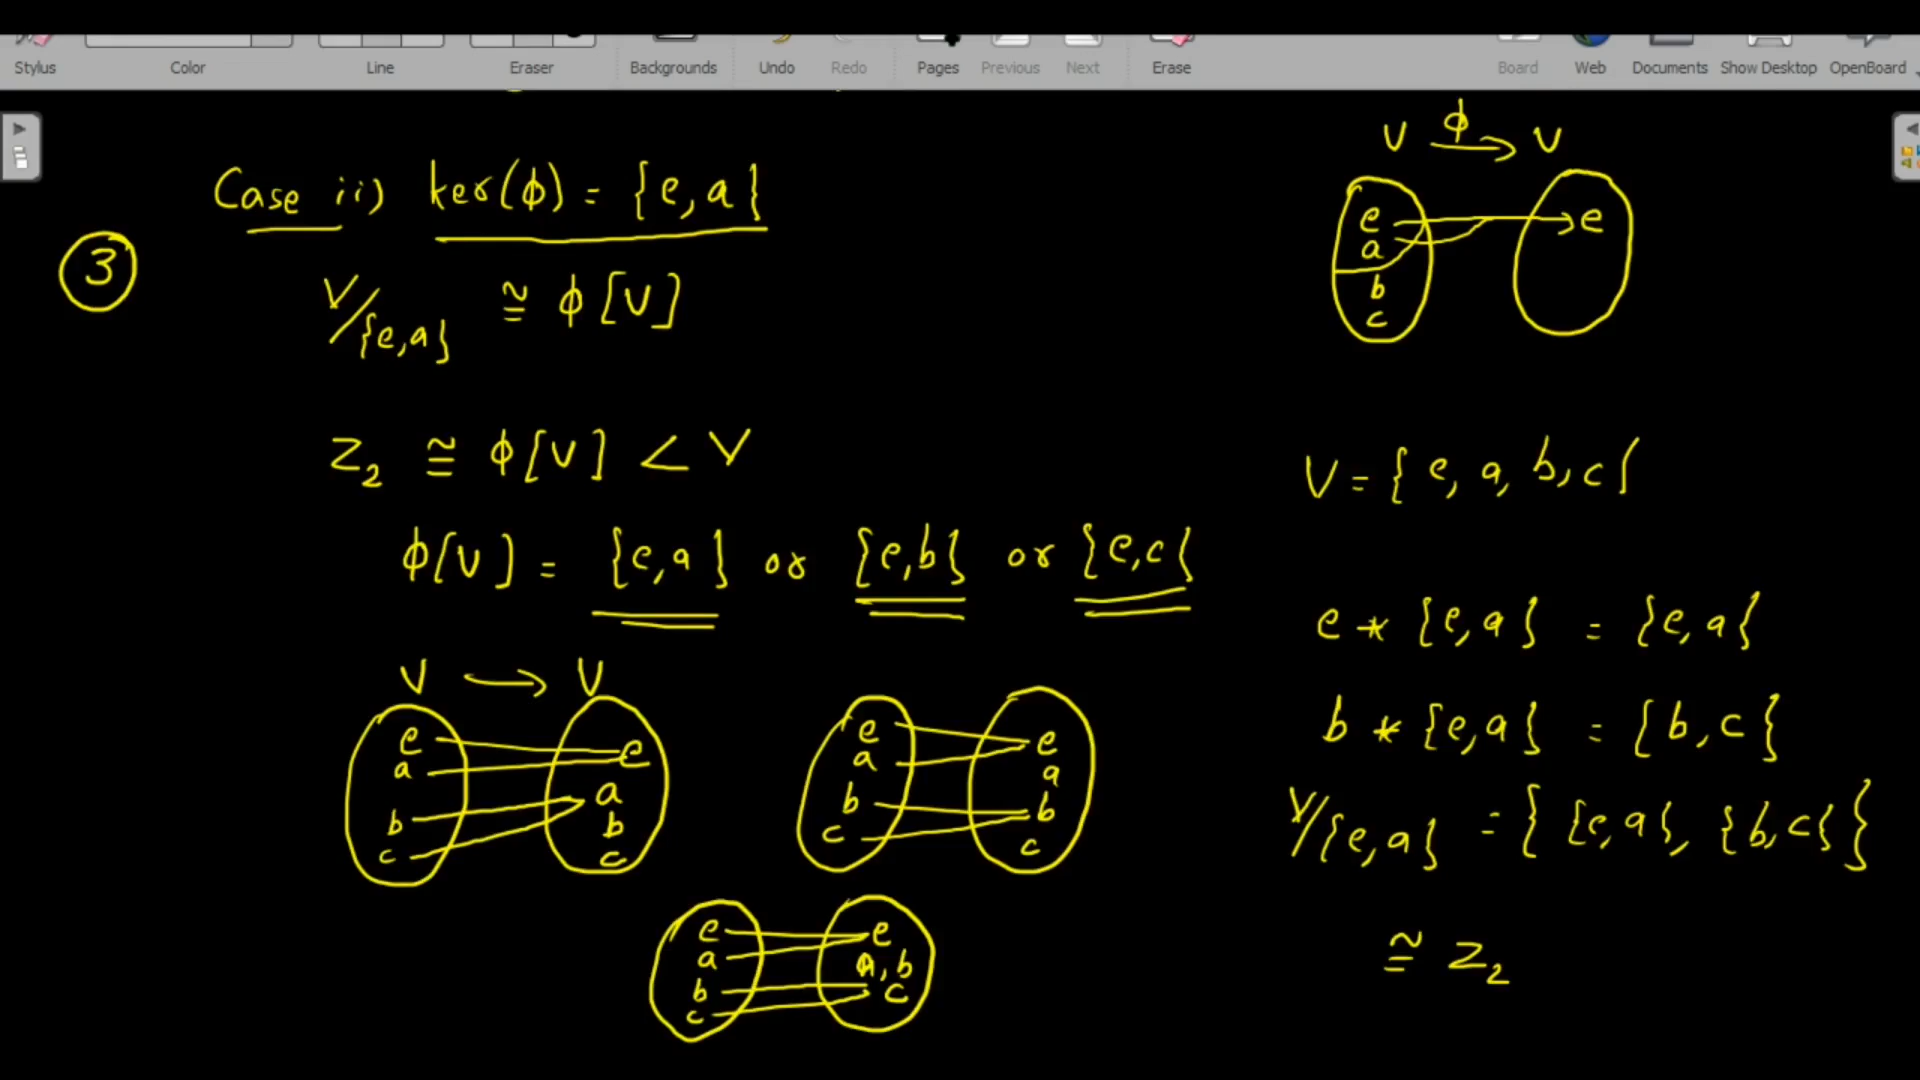 Stylus Color Line Eraser Backgrounds Undo Redo Pages Previous Next Erase Board Web Documents Show Desktop OpenBoard
V ϕ→ V
Case ii) ker(ϕ) = {e, a}
e e
a
b
c
3
V/{e,a} ≅ ϕ[V]
Z₂ ≅ ϕ[V] < V
V = { e, a, b, c {
ϕ[V] = {e, a} or {e, b} or {e, c}
e * {e, a} = {e, a}
V → V
e e
a a
b b
c c
e e
a a
b b
c c
b * {e, a} = {b, c}
V/{e, a} = { {e, a}, {b, c} }
e e
a a, b
b c
c
≅ Z₂